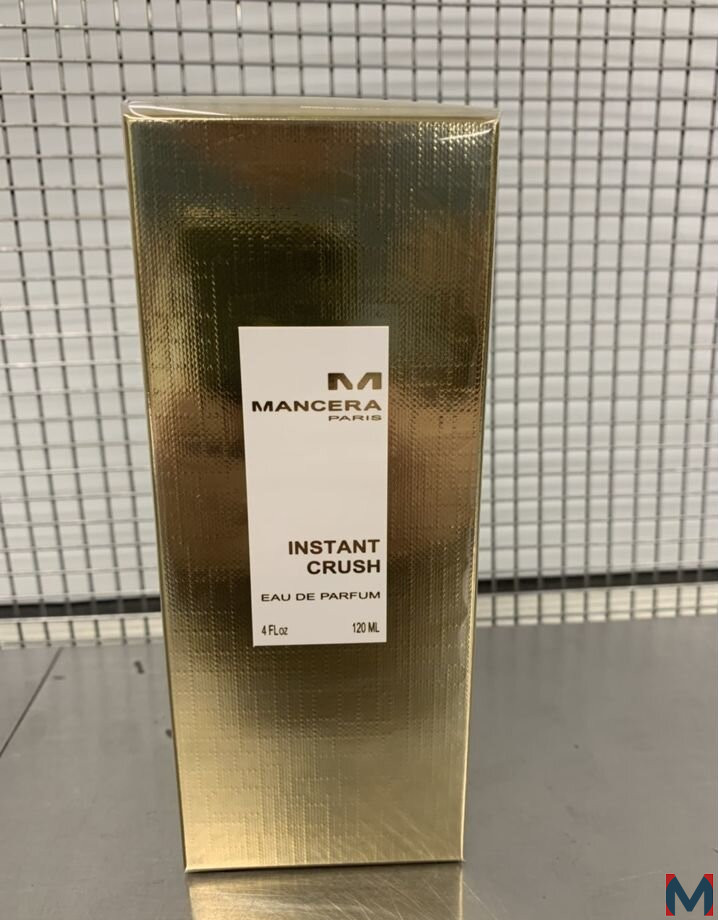 M
MANCERA
PARIS
INSTANT
CRUSH
EAU DE PARFUM
4 FLoz 120 ML
M